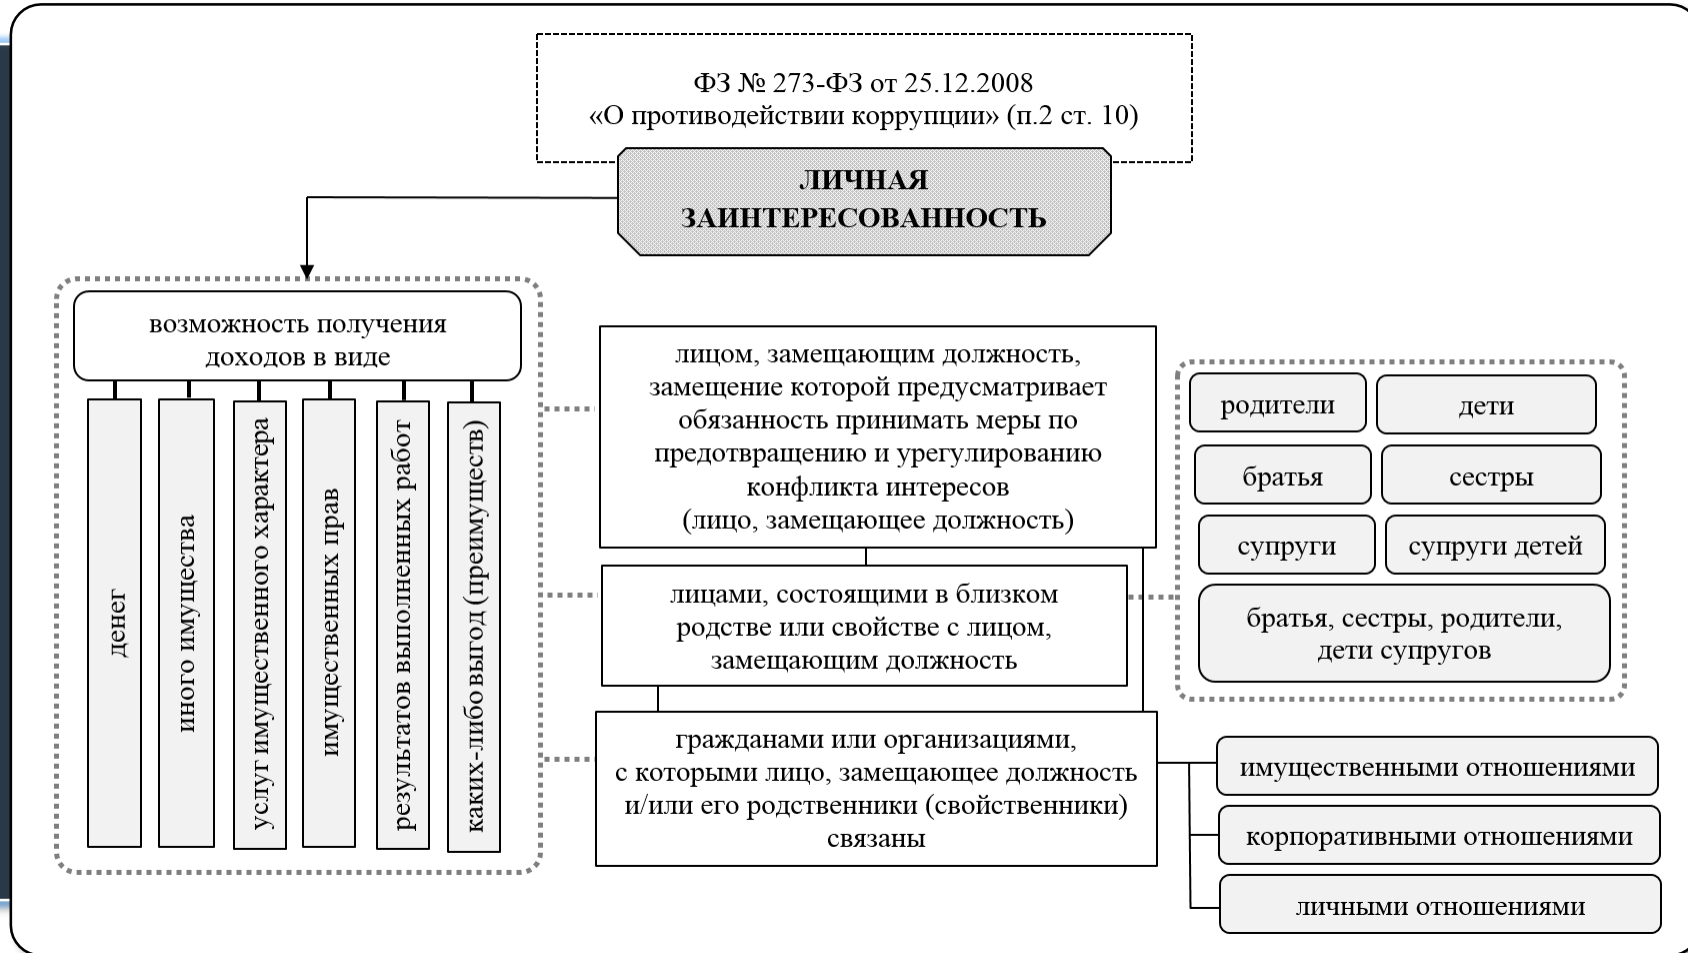 ФЗ № 273-ФЗ от 25.12.2008
«О противодействии коррупции» (п.2 ст. 10)
ЛИЧНАЯ
ЗАИНТЕРЕСОВАННОСТЬ
возможность получения
доходов в виде
денег
иного имущества
услуг имущественного характера
имущественных прав
результатов выполненных работ
каких-либо выгод (преимуществ)
лицом, замещающим должность,
замещение которой предусматривает
обязанность принимать меры по
предотвращению и урегулированию
конфликта интересов
(лицо, замещающее должность)
лицами, состоящими в близком
родстве или свойстве с лицом,
замещающим должность
гражданами или организациями,
с которыми лицо, замещающее должность
и/или его родственники (свойственники)
связаны
родители
дети
братья
сестры
супруги
супруги детей
братья, сестры, родители,
дети супругов
имущественными отношениями
корпоративными отношениями
личными отношениями